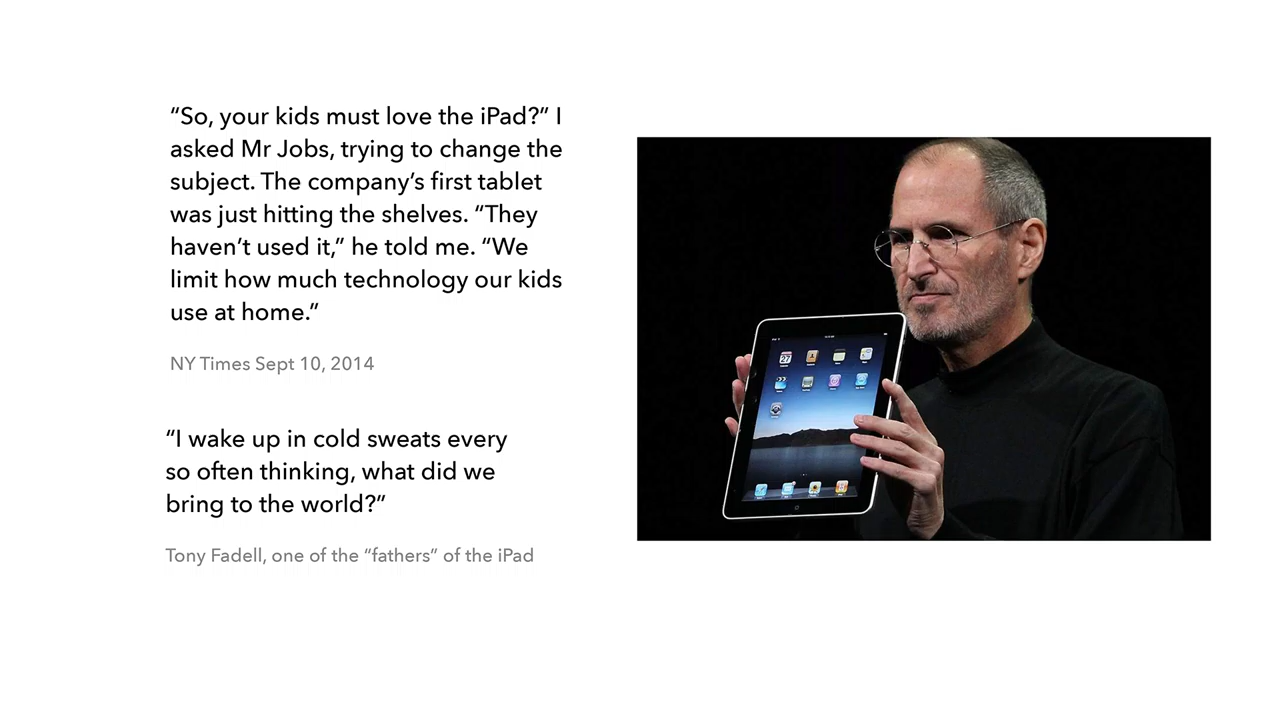 “So, your kids must love the iPad?” I
asked Mr Jobs, trying to change the
subject. The company’s first tablet
was just hitting the shelves. “They
haven’t used it,” he told me. “We
limit how much technology our kids
use at home.”
NY Times Sept 10, 2014
“I wake up in cold sweats every
so often thinking, what did we
bring to the world?”
Tony Fadell, one of the “fathers” of the iPad
27